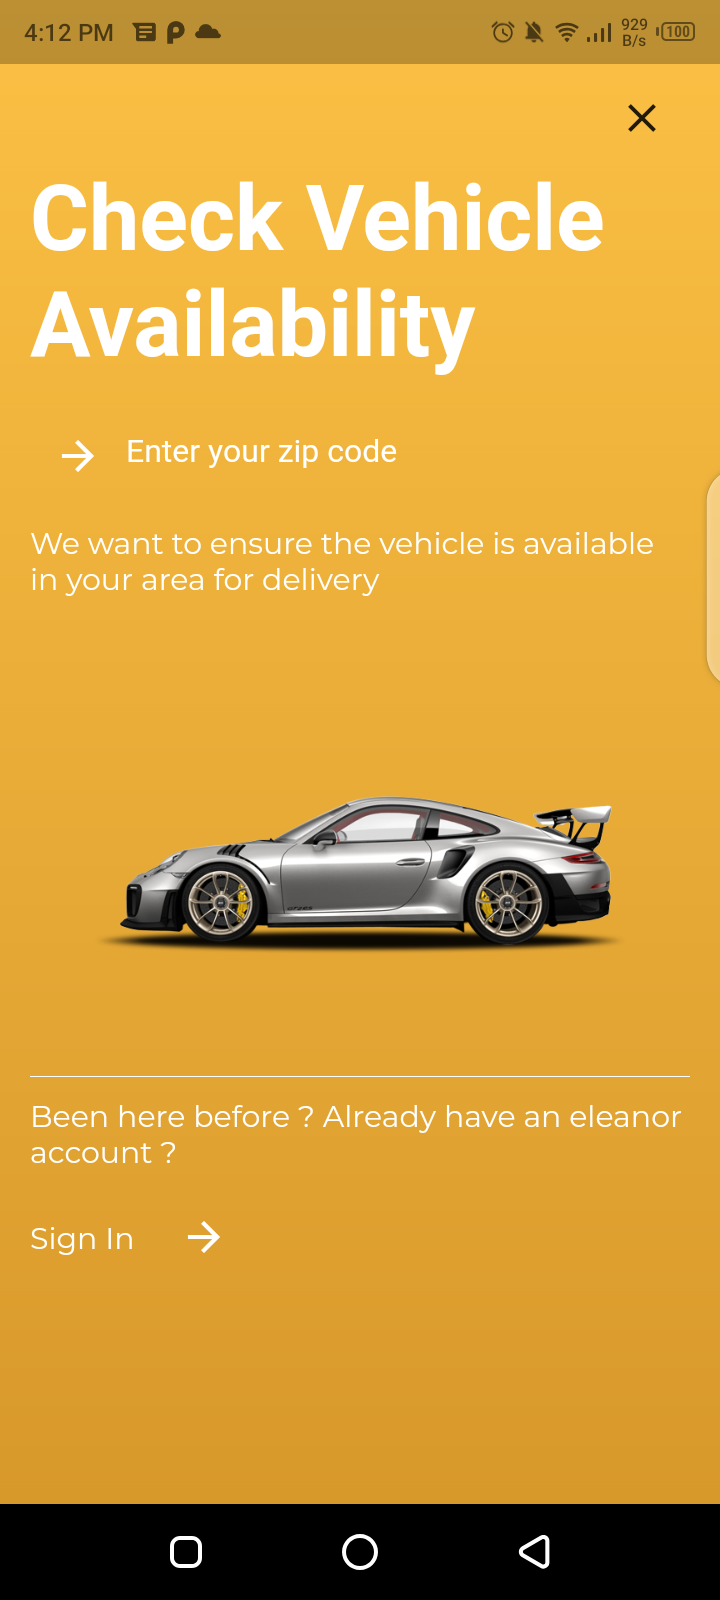 4:12 PM
929
B/s
100
Check Vehicle
Availability
Enter your zip code
We want to ensure the vehicle is available
in your area for delivery
Been here before ? Already have an eleanor
account ?
Sign In